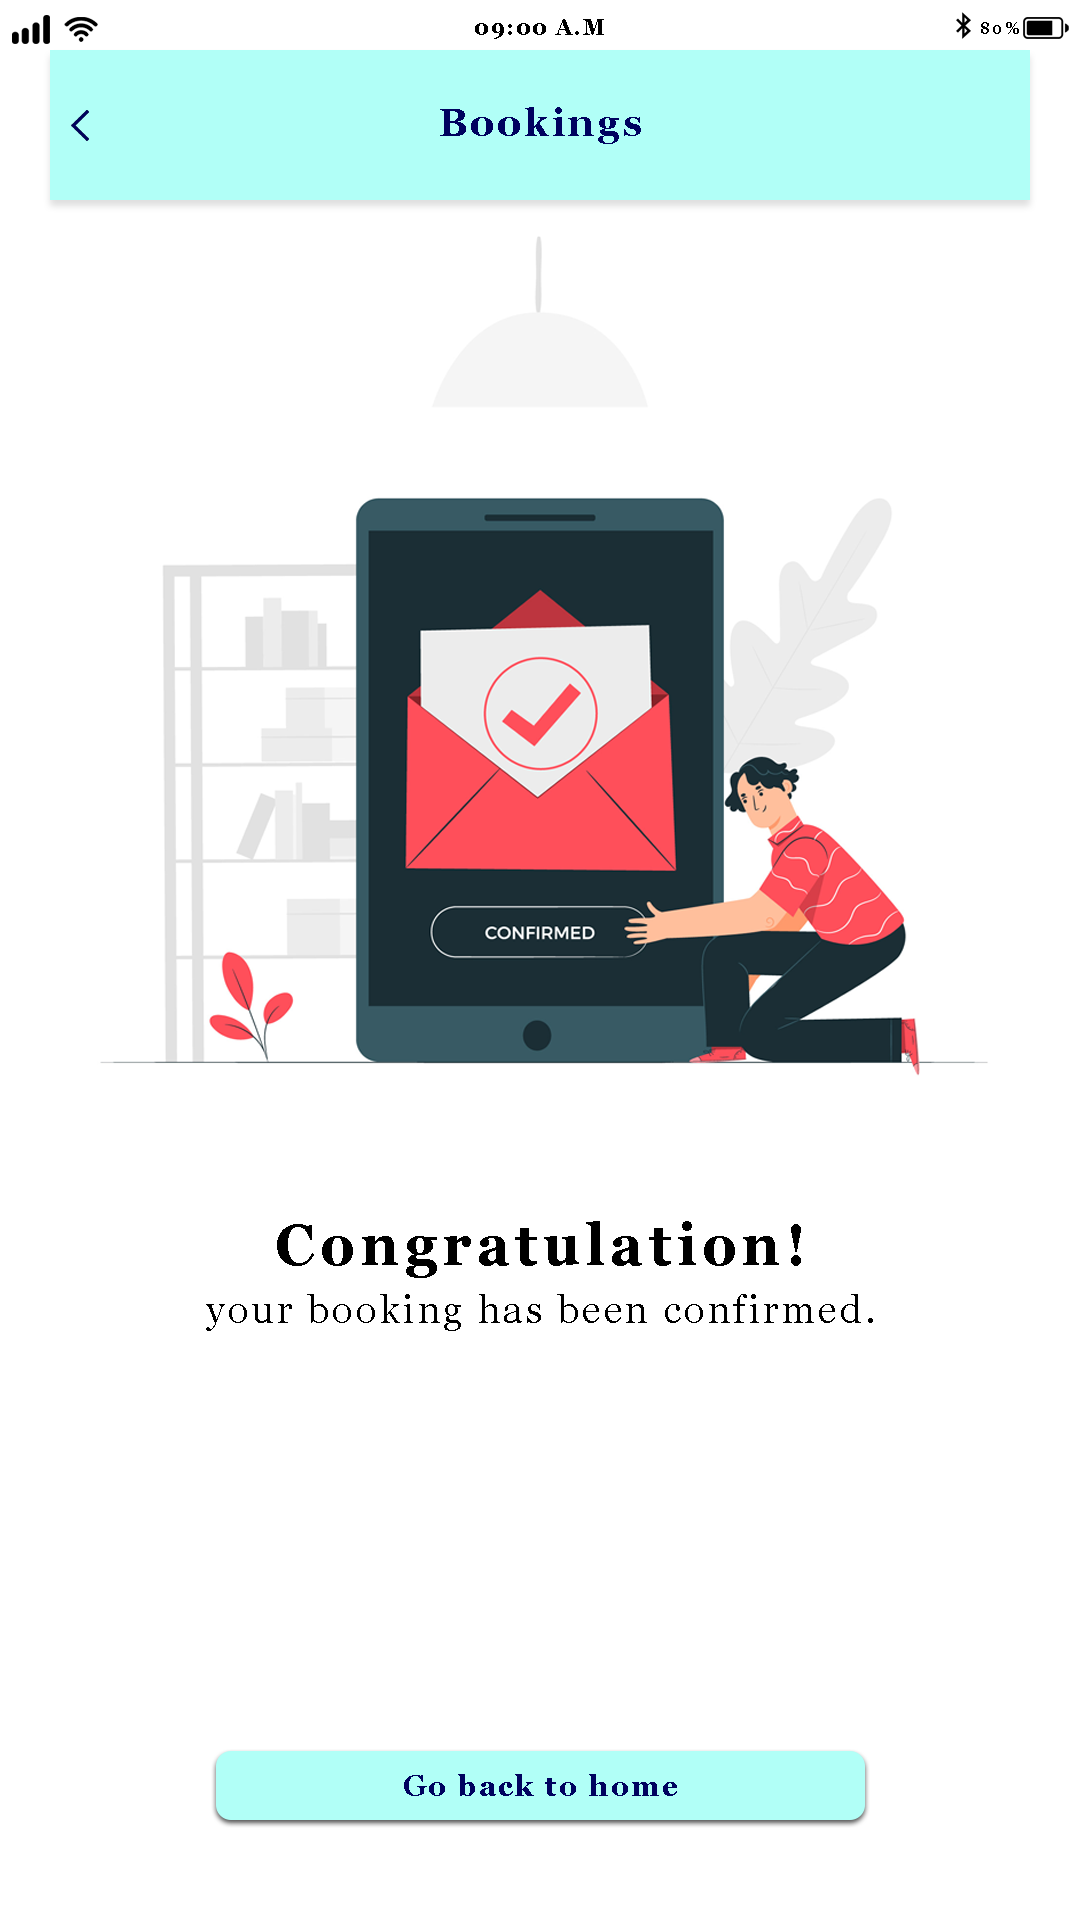 09:00 A.M
80%
Bookings
CONFIRMED
Congratulation!
your booking has been confirmed.
Go back to home